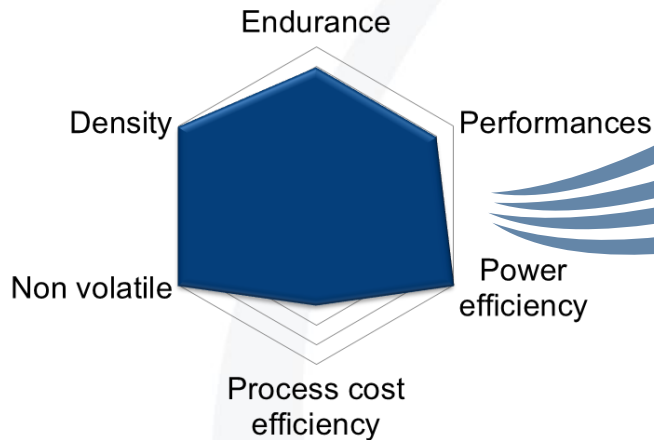 Endurance
Density
Performances
Non volatile
Power
efficiency
Process cost
efficiency